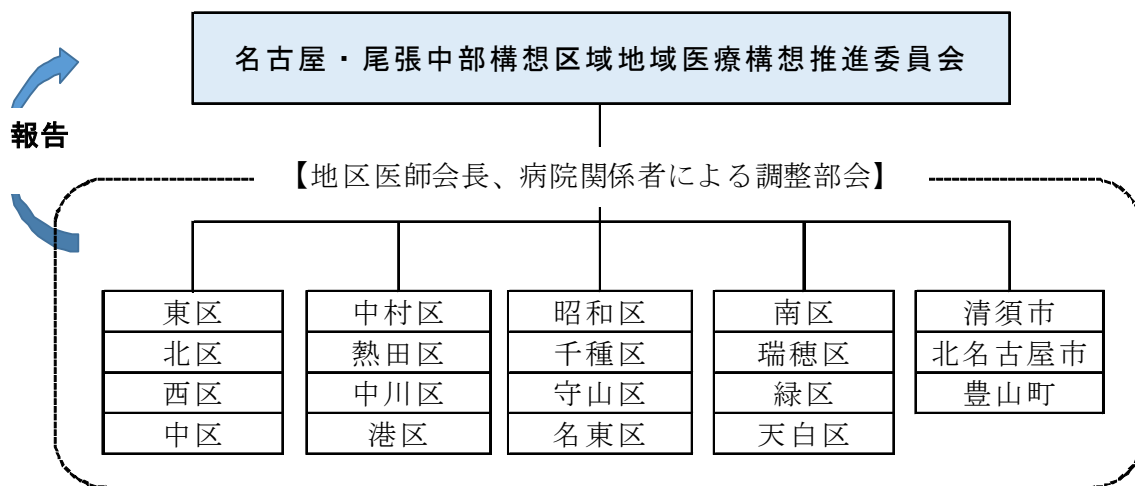 名古屋・尾張中部構想区域地域医療構想推進委員会
報告
【地区医師会長、病院関係者による調整部会】
東区
北区
西区
中区
中村区
熱田区
中川区
港区
昭和区
千種区
守山区
名東区
南区
瑞穂区
緑区
天白区
清須市
北名古屋市
豊山町